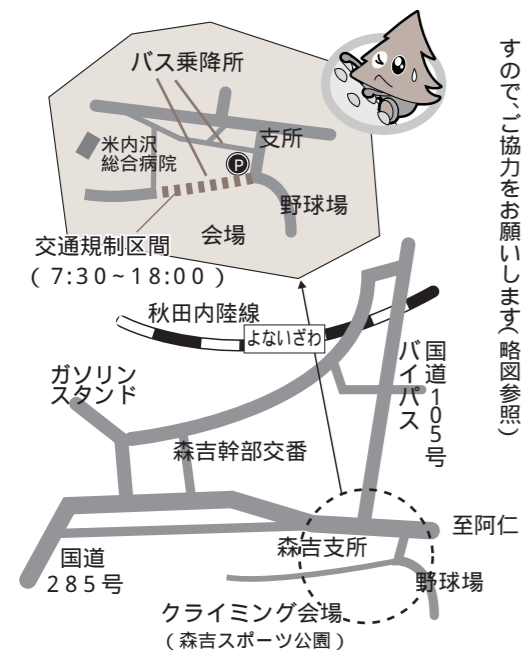 すので、ご協力をお願いします(略図参照)
バス乗降所
支所
米内沢
総合病院
P
野球場
会場
交通規制区間
(7:30~18:00)
秋田内陸線
よないざわ
国道105号
バイパス
ガソリン
スタンド
森吉幹部交番
至阿仁
森吉支所
国道
285号
野球場
クライミング会場
(森吉スポーツ公園)